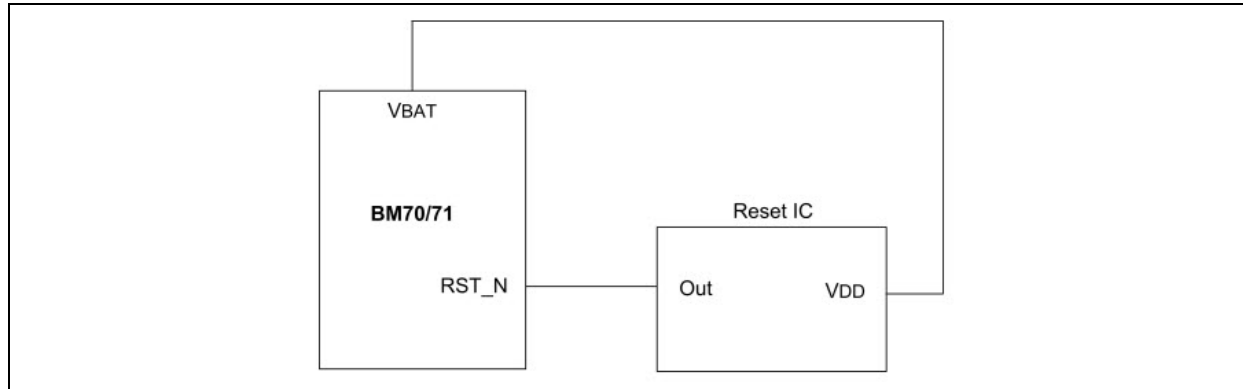 VBAT
BM70/71
Reset IC
RST_N
Out
VDD